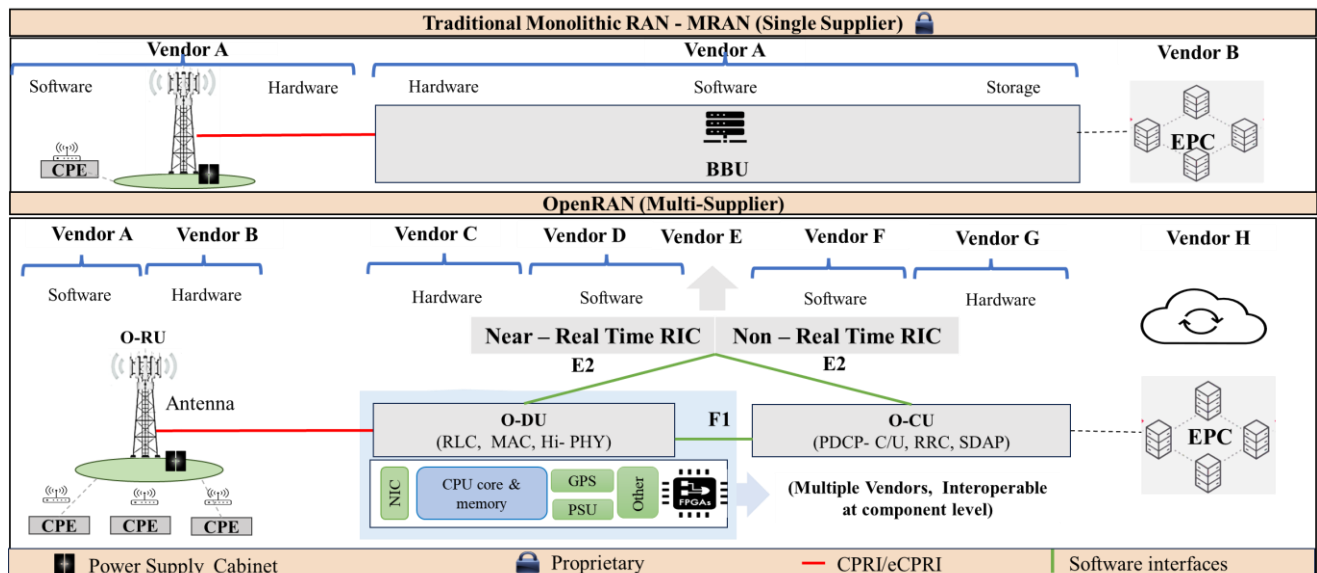 Traditional Monolithic RAN - MRAN (Single Supplier)
Vendor A
Vendor A
Vendor B
Software
Hardware
Hardware
Software
Storage
CPE
BBU
EPC
OpenRAN (Multi-Supplier)
Vendor A
Vendor B
Vendor C
Vendor D
Vendor E
Vendor F
Vendor G
Vendor H
Software
Hardware
Hardware
Software
Software
Hardware
O-RU
Near – Real Time RIC
Non – Real Time RIC
E2
E2
Antenna
O-DU
(RLC, MAC, Hi- PHY)
F1
O-CU
(PDCP- C/U, RRC, SDAP)
EPC
NIC
CPU core &
memory
GPS
PSU
Other
FPGAs
(Multiple Vendors, Interoperable
at component level)
CPE
CPE
CPE
Power Supply Cabinet
Proprietary
CPRI/eCPRI
Software interfaces